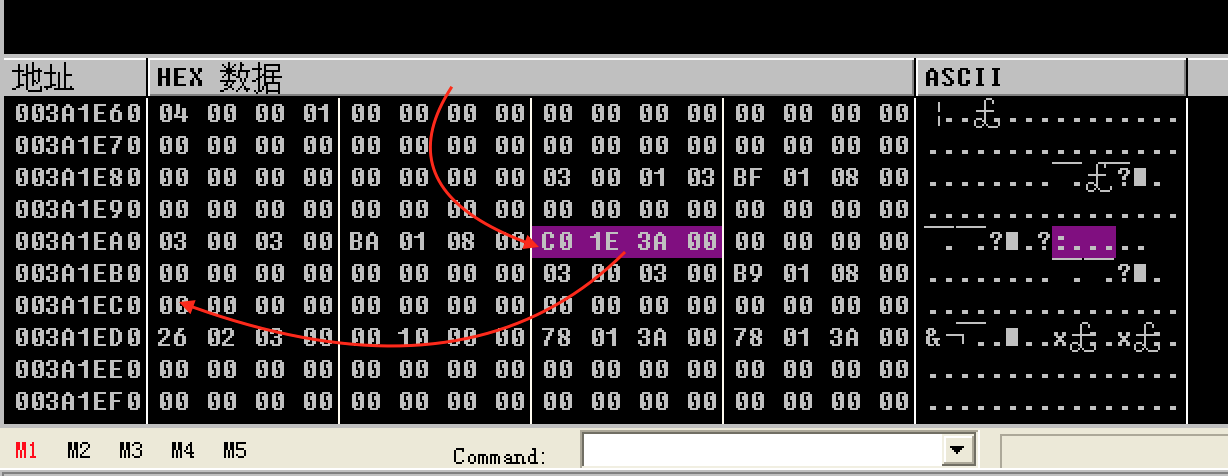 地址 HEX 数据 ASCII
003A1E60 04 00 00 01 00 00 00 00 00 00 00 00 00 00 00 00 ¦..£............
003A1E70 00 00 00 00 00 00 00 00 00 00 00 00 00 00 00 00 ................
003A1E80 00 00 00 00 00 00 00 00 03 00 01 03 BF 01 08 00 ........ .£?■.
003A1E90 00 00 00 00 00 00 00 00 00 00 00 00 00 00 00 00 ................
003A1EA0 03 00 03 00 BA 01 08 00 C0 1E 3A 00 00 00 00 00 . .?■.?:.....
003A1EB0 00 00 00 00 00 00 00 00 03 00 03 00 B9 01 08 00 ........ . .?■.
003A1EC0 00 00 00 00 00 00 00 00 00 00 00 00 00 00 00 00 ................
003A1ED0 26 02 03 00 00 10 00 00 78 01 3A 00 78 01 3A 00 &¬..■..x£.x£.
003A1EE0 00 00 00 00 00 00 00 00 00 00 00 00 00 00 00 00 ................
003A1EF0 00 00 00 00 00 00 00 00 00 00 00 00 00 00 00 00 ................
M1 M2 M3 M4 M5 Command: